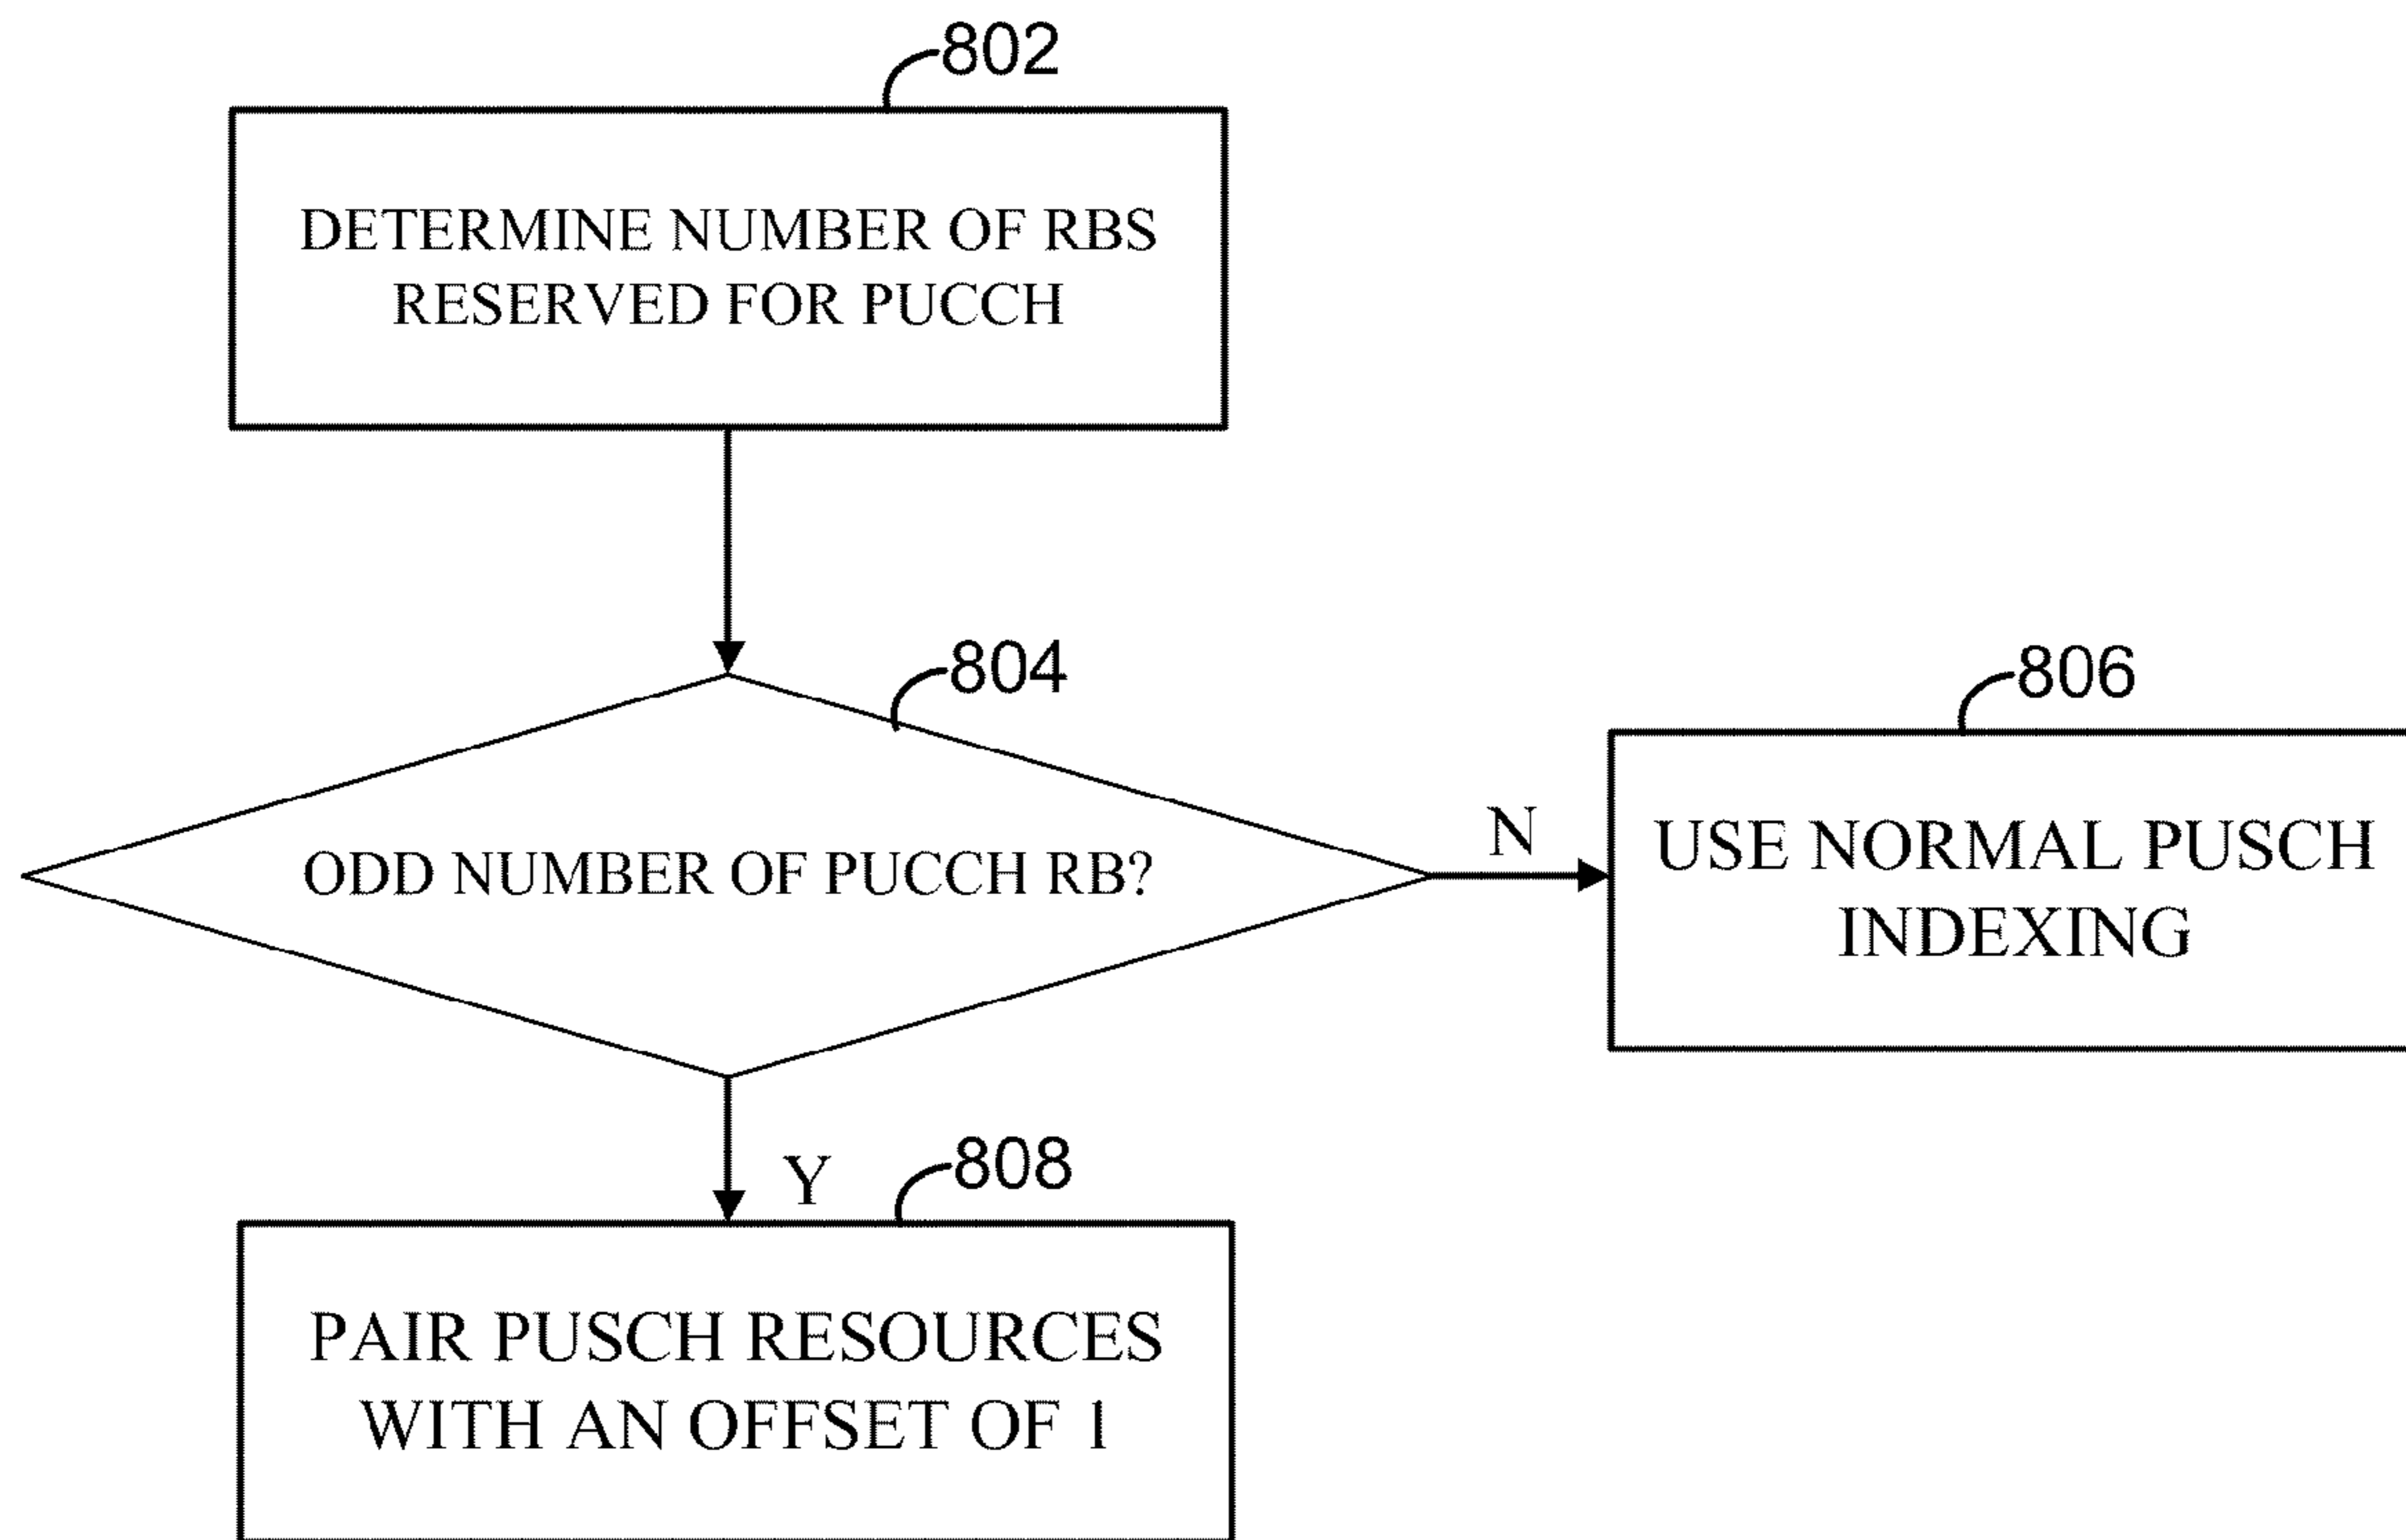 802
DETERMINE NUMBER OF RBS
RESERVED FOR PUCCH
804
ODD NUMBER OF PUCCH RB?
N
806
USE NORMAL PUSCH
INDEXING
Y
808
PAIR PUSCH RESOURCES
WITH AN OFFSET OF 1